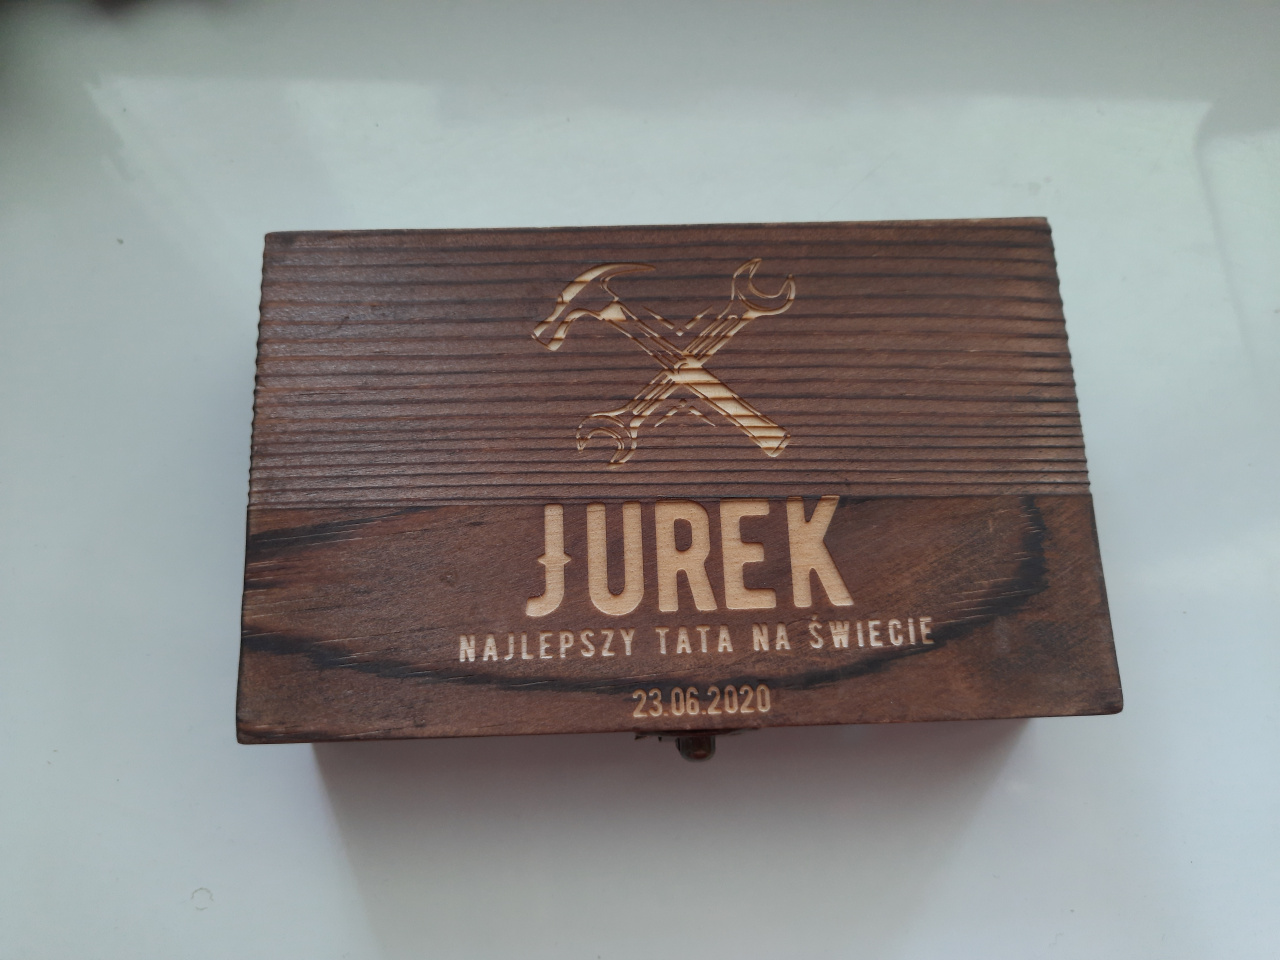 JUREK
NAJLEPSZY TATA NA ŚWIECIE
23.06.2020